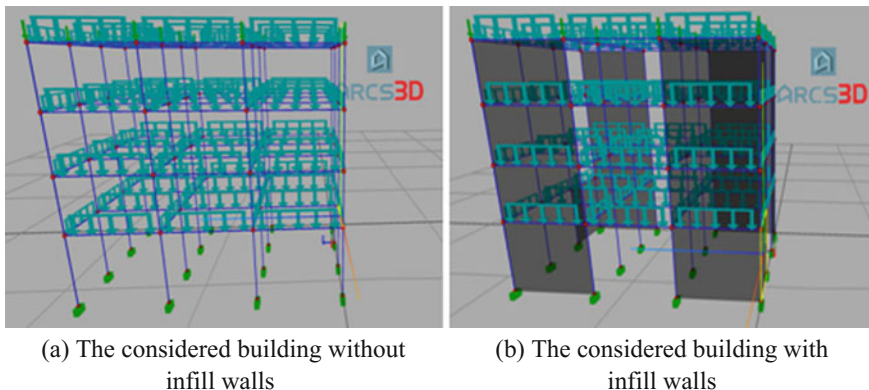 ARCS3D
ARCS3D
(a) The considered building without
infill walls
(b) The considered building with
infill walls